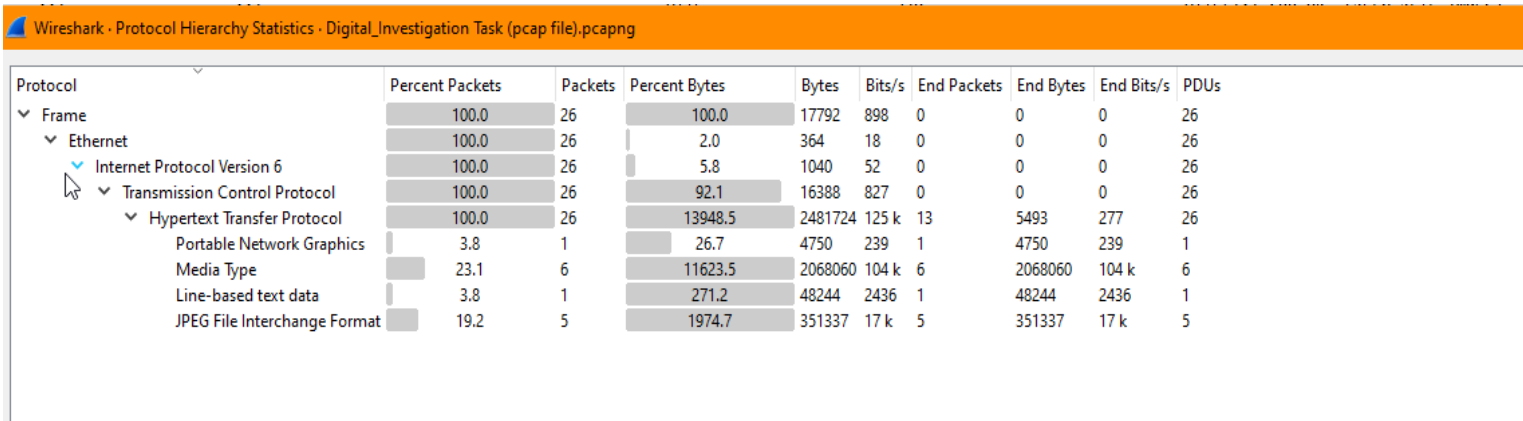 Wireshark · Protocol Hierarchy Statistics · Digital_Investigation Task (pcap file).pcapng
Protocol Percent Packets Packets Percent Bytes Bytes Bits/s End Packets End Bytes End Bits/s PDUs
Frame 100.0 26 100.0 17792 898 0 0 0 26
Ethernet 100.0 26 2.0 364 18 0 0 0 26
Internet Protocol Version 6 100.0 26 5.8 1040 52 0 0 0 26
Transmission Control Protocol 100.0 26 92.1 16388 827 0 0 0 26
Hypertext Transfer Protocol 100.0 26 13948.5 2481724 125 k 13 5493 277 26
Portable Network Graphics 3.8 1 26.7 4750 239 1 4750 239 1
Media Type 23.1 6 11623.5 2068060 104 k 6 2068060 104 k 6
Line-based text data 3.8 1 271.2 48244 2436 1 48244 2436 1
JPEG File Interchange Format 19.2 5 1974.7 351337 17 k 5 351337 17 k 5